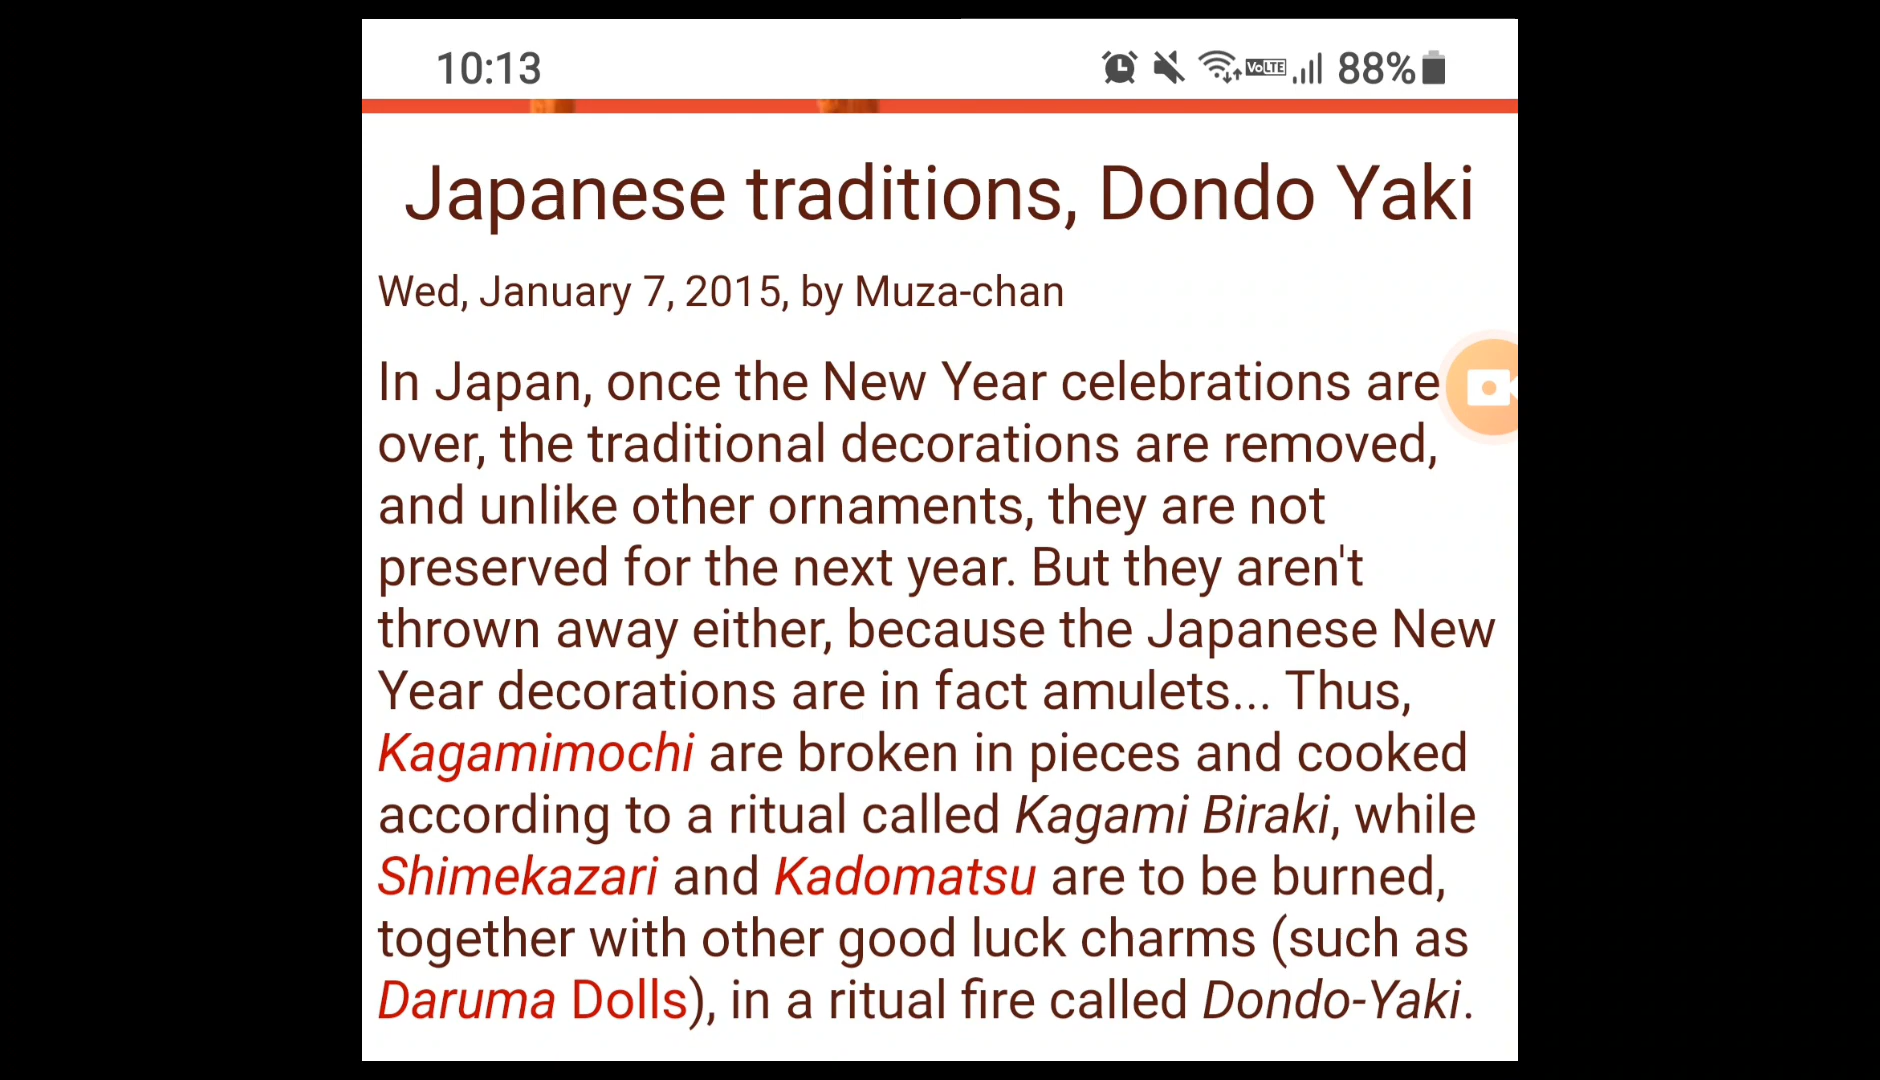 10:13 VoLTE 88%
Japanese traditions, Dondo Yaki
Wed, January 7, 2015, by Muza-chan
In Japan, once the New Year celebrations are
over, the traditional decorations are removed,
and unlike other ornaments, they are not
preserved for the next year. But they aren't
thrown away either, because the Japanese New
Year decorations are in fact amulets... Thus,
Kagamimochi are broken in pieces and cooked
according to a ritual called Kagami Biraki, while
Shimekazari and Kadomatsu are to be burned,
together with other good luck charms (such as
Daruma Dolls), in a ritual fire called Dondo-Yaki.